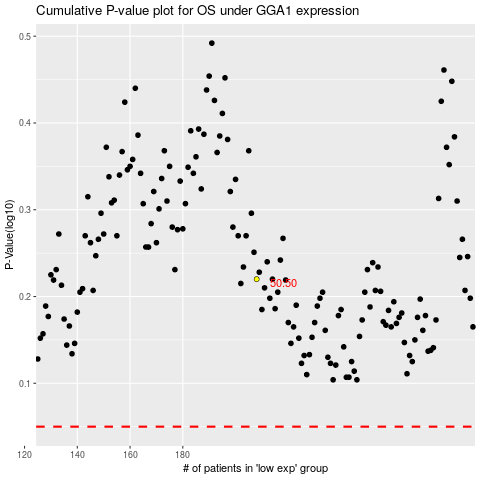 Cumulative P-value plot for OS under GGA1 expression
P-Value(log10)
0.5
0.4
0.3
0.2
0.1
50:50
120 140 160 180
# of patients in 'low exp' group